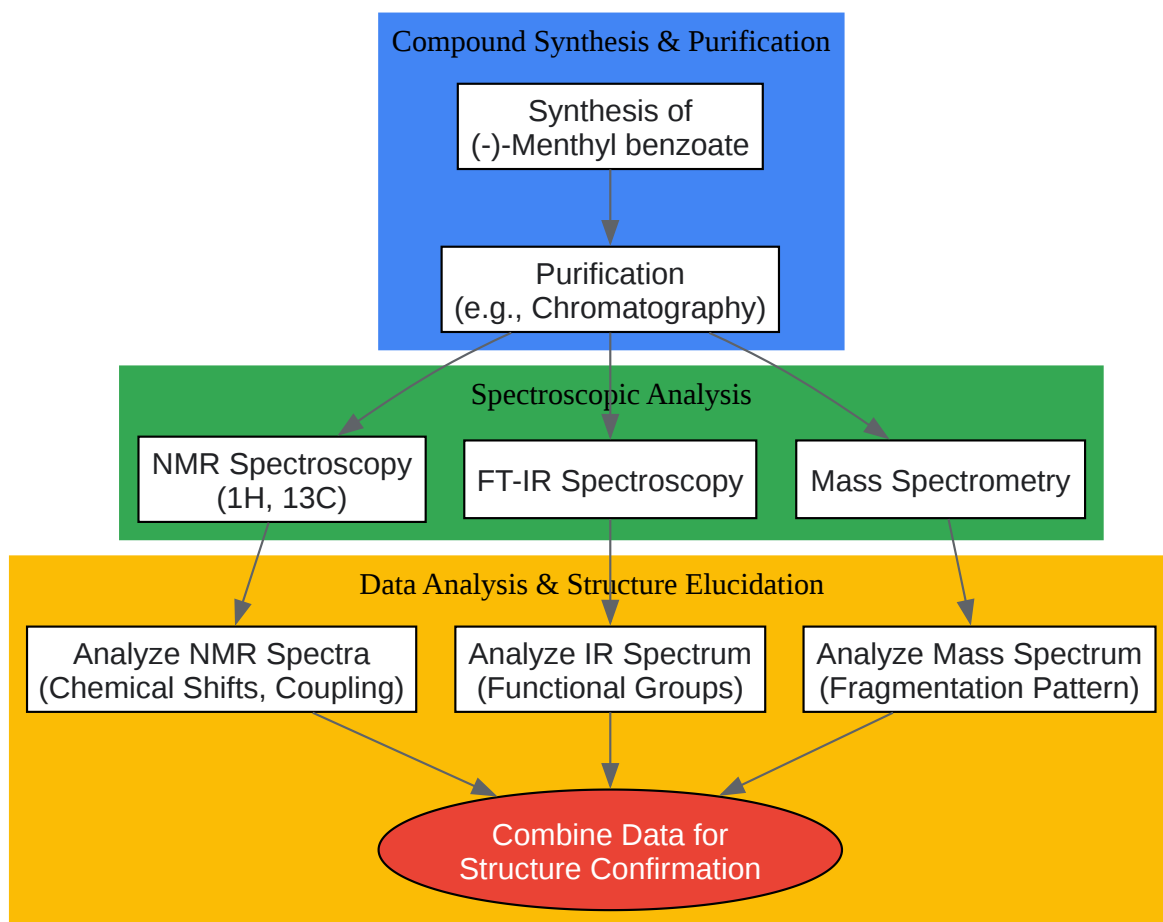 Compound Synthesis & Purification
Synthesis of
(-)-Menthyl benzoate
Purification
(e.g., Chromatography)
Spectroscopic Analysis
NMR Spectroscopy
(1H, 13C)
FT-IR Spectroscopy
Mass Spectrometry
Data Analysis & Structure Elucidation
Analyze NMR Spectra
(Chemical Shifts, Coupling)
Analyze IR Spectrum
(Functional Groups)
Analyze Mass Spectrum
(Fragmentation Pattern)
Combine Data for
Structure Confirmation